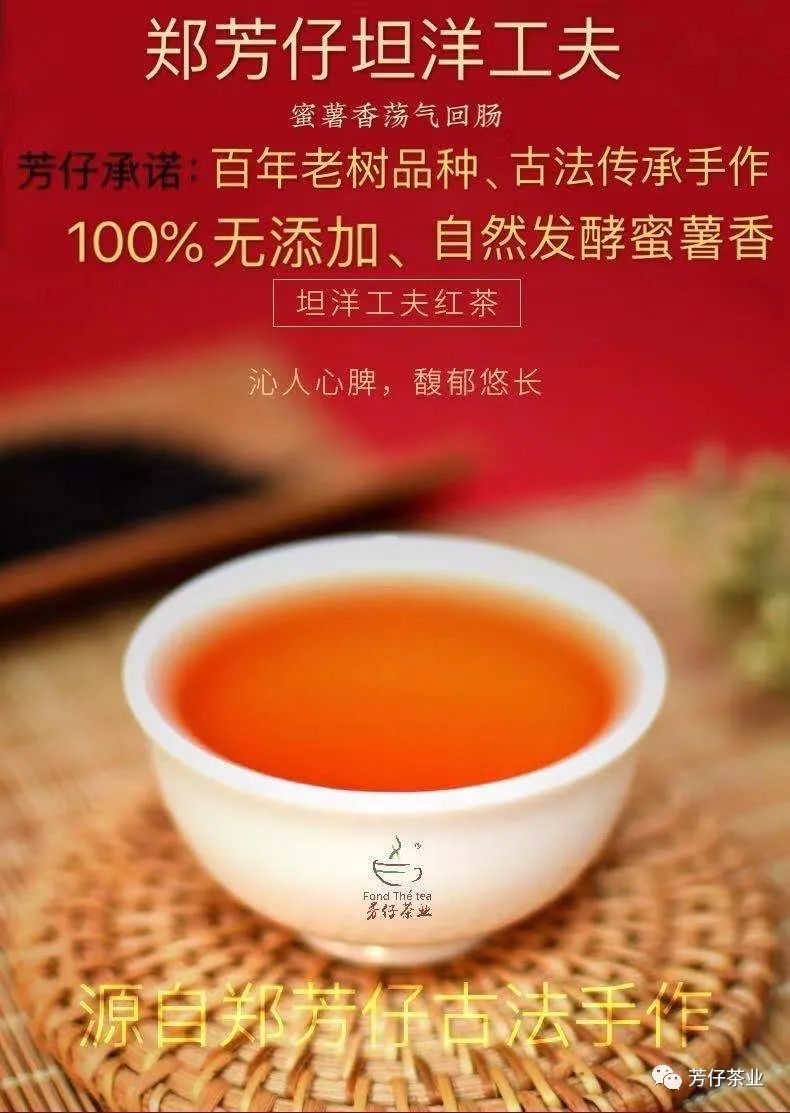 郑芳仔坦洋工夫
蜜薯香荡气回肠
芳仔承诺：百年老树品种、古法传承手作
100%无添加、自然发酵蜜薯香
坦洋工夫红茶
沁人心脾，馥郁悠长
Fond Thé tea
芳仔茶业
源自郑芳仔古法手作
芳仔茶业